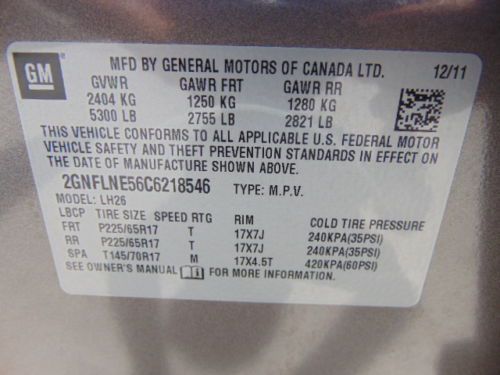 GM
MFD BY GENERAL MOTORS OF CANADA LTD. 12/11
GVWR GAWR FRT GAWR RR
2404 KG 1250 KG 1280 KG
5300 LB 2755 LB 2821 LB
THIS VEHICLE CONFORMS TO ALL APPLICABLE U.S. FEDERAL MOTOR
VEHICLE SAFETY AND THEFT PREVENTION STANDARDS IN EFFECT ON
THE DATE OF MANUFACTURE SHOWN ABOVE.
2GNFLNE56C6218546 TYPE: M.P.V.
MODEL: LH26
LBCP TIRE SIZE SPEED RTG RIM COLD TIRE PRESSURE
FRT P225/65R17 T 17X7J 240KPA(35PSI)
RR P225/65R17 T 17X7J 240KPA(35PSI)
SPA T145/70R17 M 17X4.5T 420KPA(60PSI)
SEE OWNER'S MANUAL FOR MORE INFORMATION.